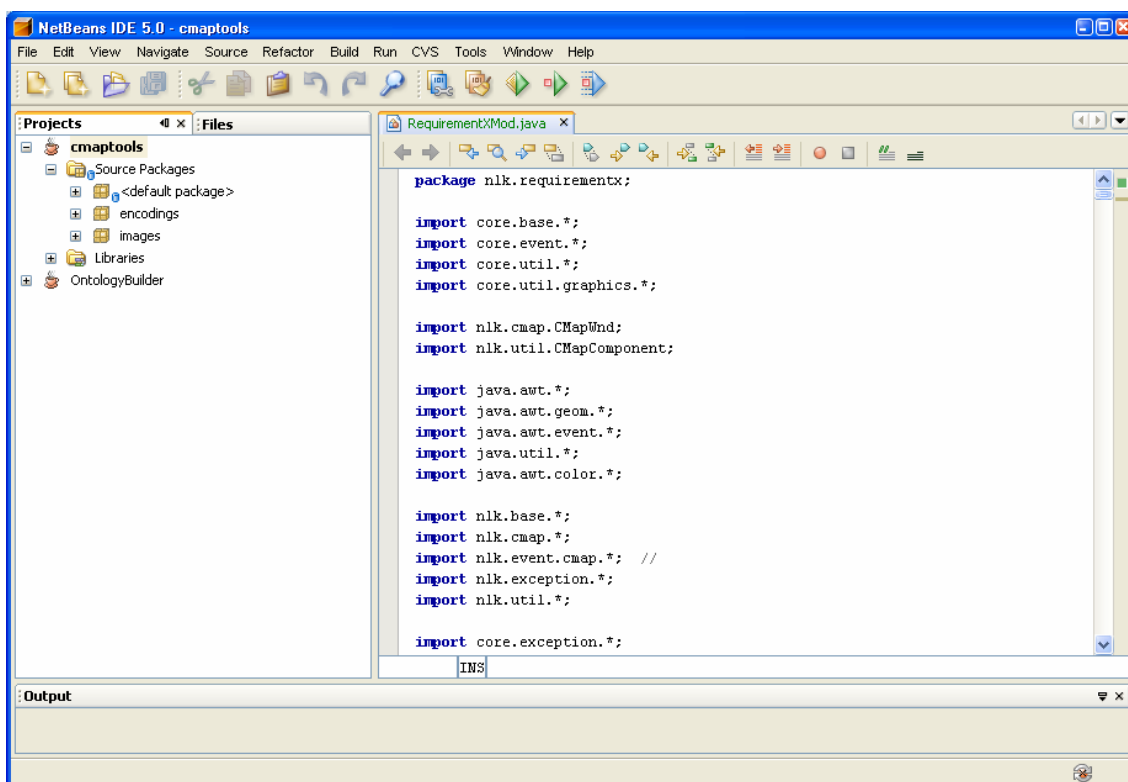 NetBeans IDE 5.0 - cmaptools
File Edit View Navigate Source Refactor Build Run CVS Tools Window Help
Projects Files
cmaptools
Source Packages
<default package>
encodings
images
Libraries
OntologyBuilder
RequirementXMod.java
package nlk.requirementx;
import core.base.*;
import core.event.*;
import core.util.*;
import core.util.graphics.*;
import nlk.cmap.CMapWnd;
import nlk.util.CMapComponent;
import java.awt.*;
import java.awt.geom.*;
import java.awt.event.*;
import java.util.*;
import java.awt.color.*;
import nlk.base.*;
import nlk.cmap.*;
import nlk.event.cmap.*;  //
import nlk.exception.*;
import nlk.util.*;
import core.exception.*;
INS
Output